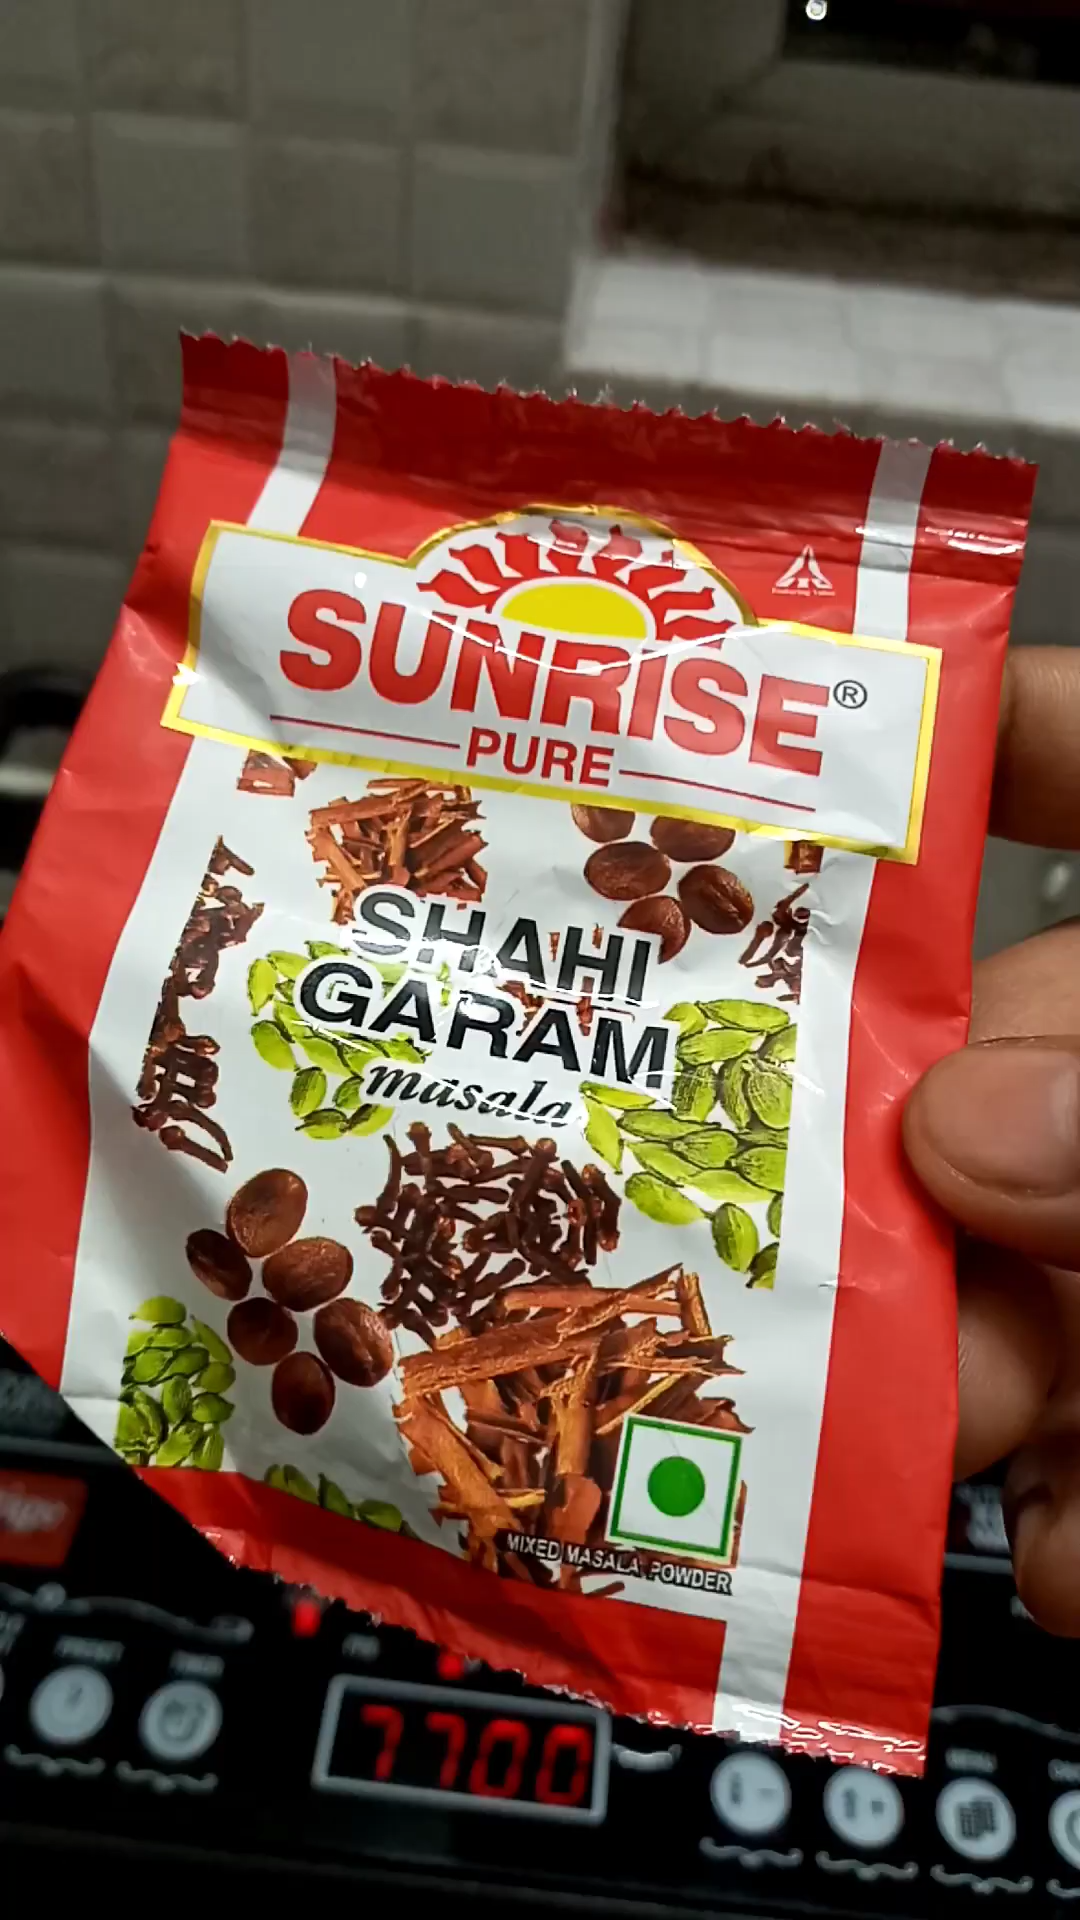 SUNRISE®
PURE
SHAHI
GARAM
masala
MIXED MASALA POWDER
7700